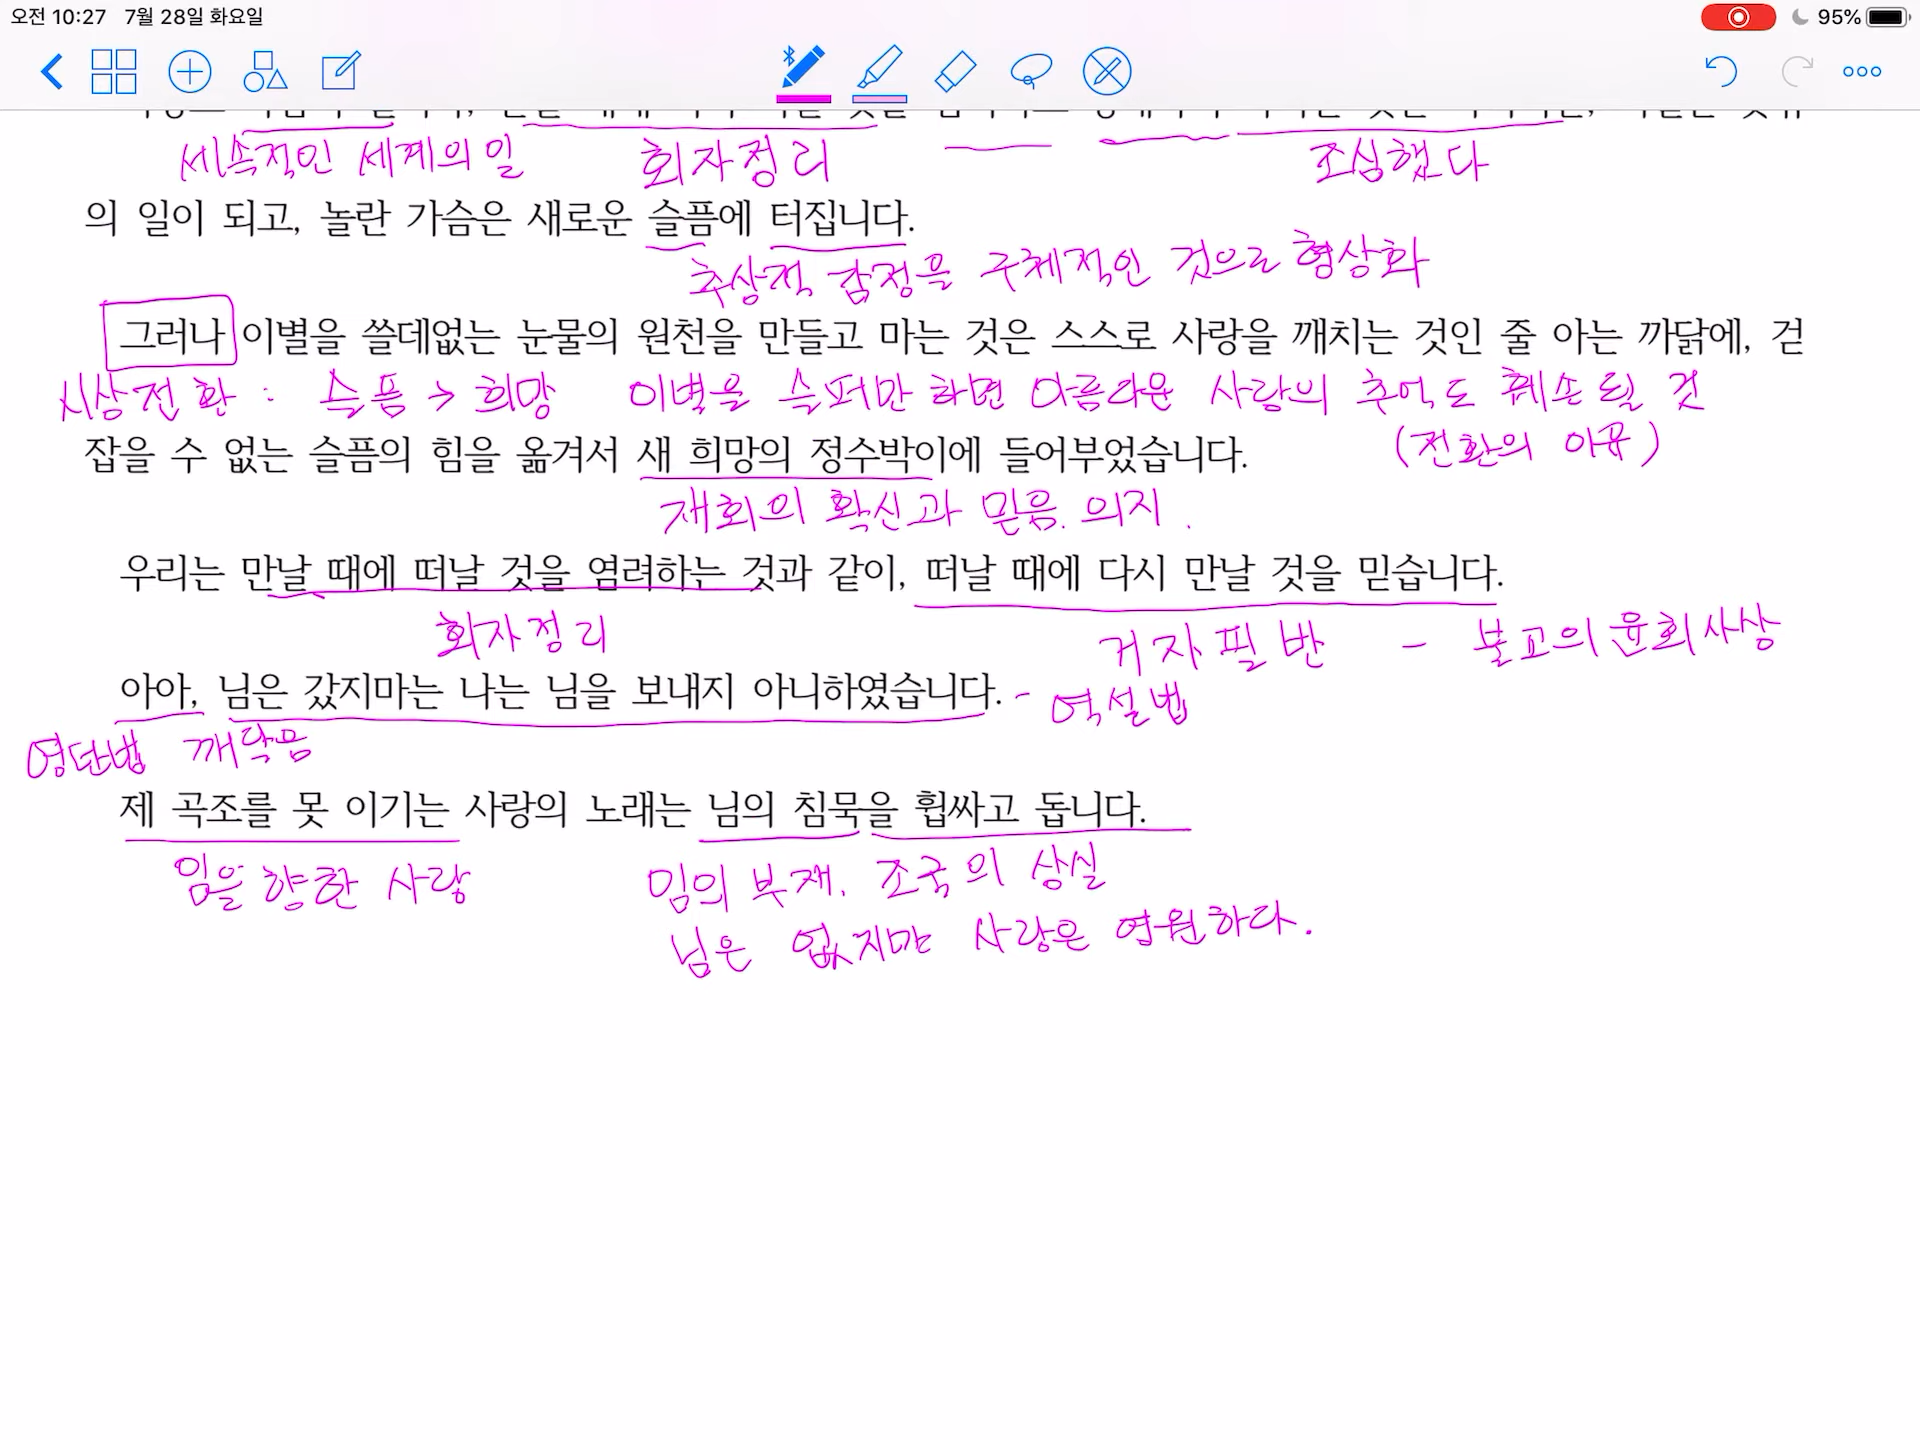 오전 10:27 7월 28일 화요일 95%
세속적인 세계의 일 회자정리 조심했다
의 일이 되고, 놀란 가슴은 새로운 슬픔에 터집니다.
추상적 감정을 구체적인 것으로 형상화
그러나 이별을 쓸데없는 눈물의 원천을 만들고 마는 것은 스스로 사랑을 깨치는 것인 줄 아는 까닭에, 걷
시상전환 : 슬픔 → 희망 이별을 슬퍼만 하면 아름다운 사랑의 추억도 훼손될 것
잡을 수 없는 슬픔의 힘을 옮겨서 새 희망의 정수박이에 들어부었습니다.
(전환의 이유)
재회의 확신과 믿음. 의지.
우리는 만날 때에 떠날 것을 염려하는 것과 같이, 떠날 때에 다시 만날 것을 믿습니다.
회자정리 거자필반 - 불교의 윤회사상
아아, 님은 갔지마는 나는 님을 보내지 아니하였습니다. - 역설법
영탄법 깨달음
제 곡조를 못 이기는 사랑의 노래는 님의 침묵을 휩싸고 돕니다.
임을 향한 사랑 임의 부재. 조국의 상실
님은 없지만 사랑은 영원하다.